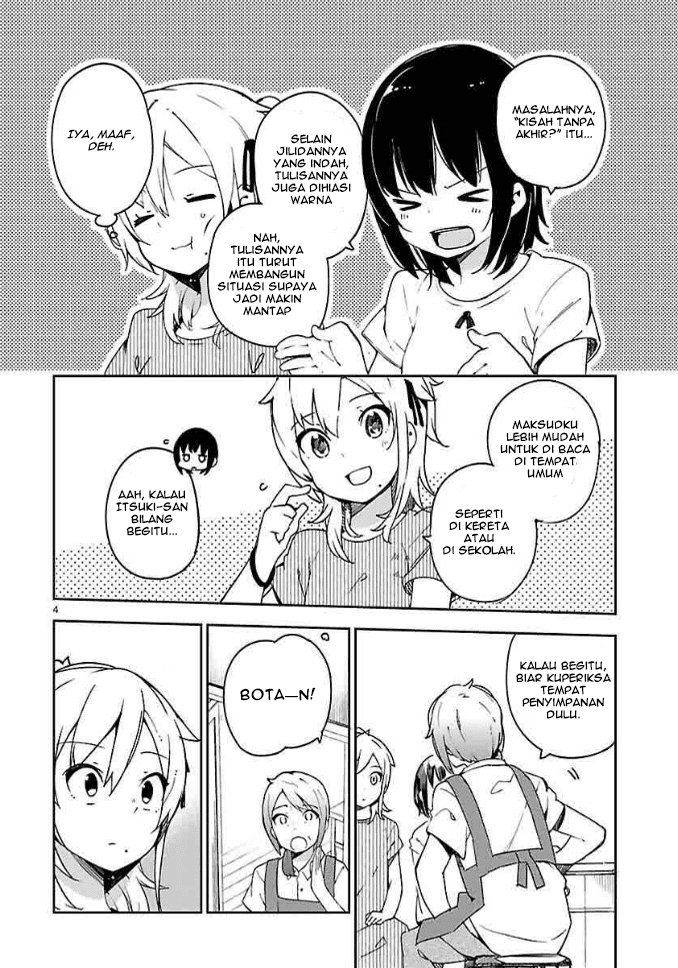 MASALAHNYA,
"KISAH TANPA
AKHIR?" ITU...
SELAIN
JILIDANNYA
YANG INDAH,
TULISANNYA
JUGA DIHIASI
WARNA
NAH,
TULISANNYA
ITU TURUT
MEMBANGUN
SITUASI SUPAYA
JADI MAKIN
MANTAP
IYA, MAAF,
DEH.
MAKSUDKU
LEBIH MUDAH
UNTUK DI BACA
DI TEMPAT
UMUM
SEPERTI
DI KERETA
ATAU
DI SEKOLAH.
AAH, KALAU
ITSUKI-SAN
BILANG
BEGITU...
4
KALAU BEGITU,
BIAR KUPERIKSA
TEMPAT
PENYIMPANAN
DULU.
BOTA—N!